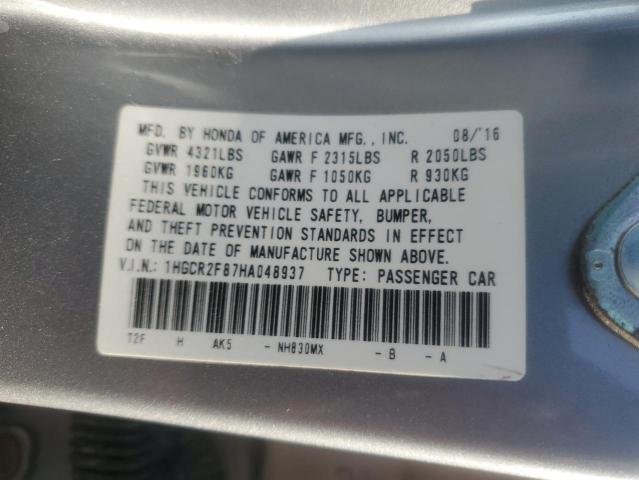 MFD. BY HONDA OF AMERICA MFG., INC. 08/'16
GVWR 4321LBS GAWR F 2315LBS R 2050LBS
GVWR 1960KG GAWR F 1050KG R 930KG
THIS VEHICLE CONFORMS TO ALL APPLICABLE
FEDERAL MOTOR VEHICLE SAFETY, BUMPER,
AND THEFT PREVENTION STANDARDS IN EFFECT
ON THE DATE OF MANUFACTURE SHOWN ABOVE.
V.I.N.: 1HGCR2F87HA048937 TYPE: PASSENGER CAR
T2F H AK5 - NH830MX - B - A